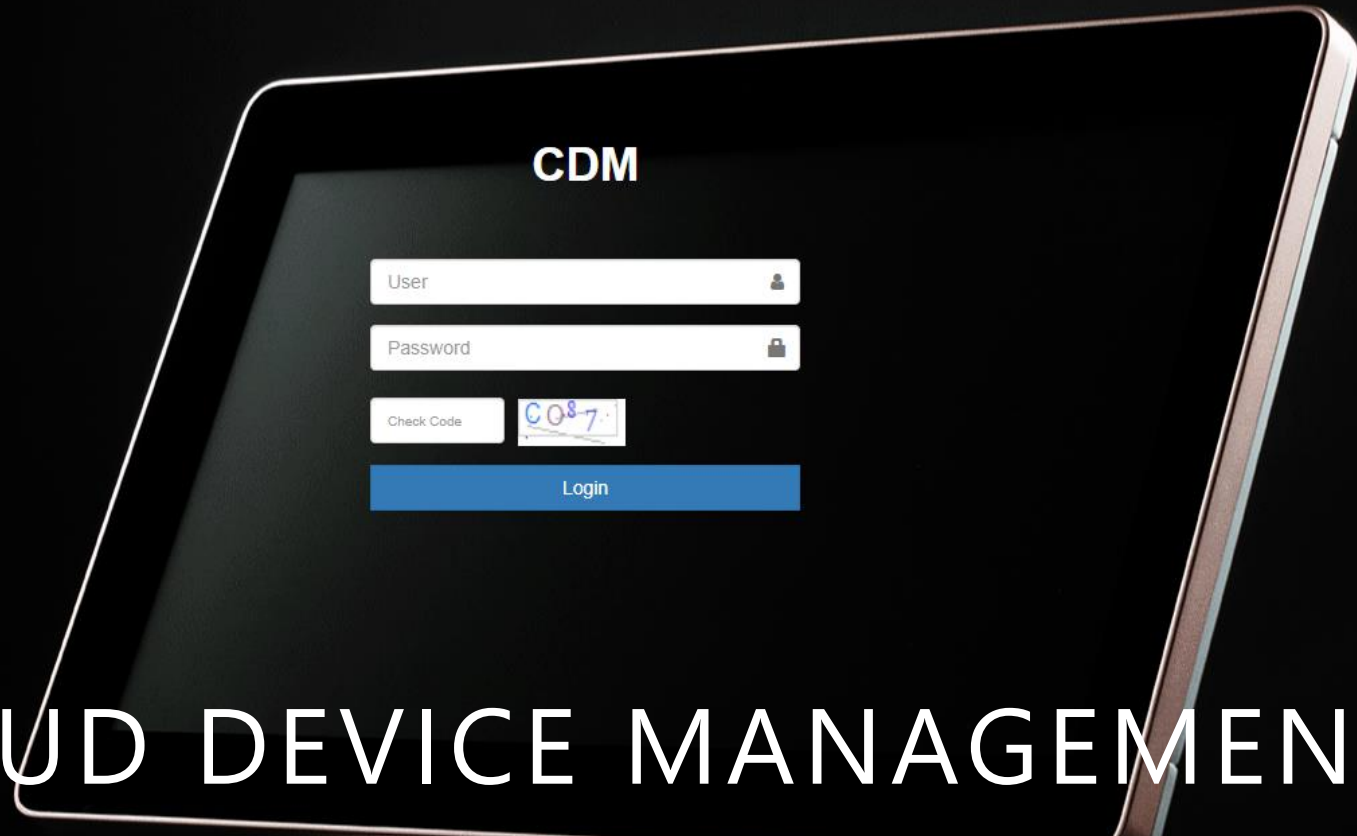 CDM
User
Password
Check Code
Login
UD DEVICE MANAGEMEN